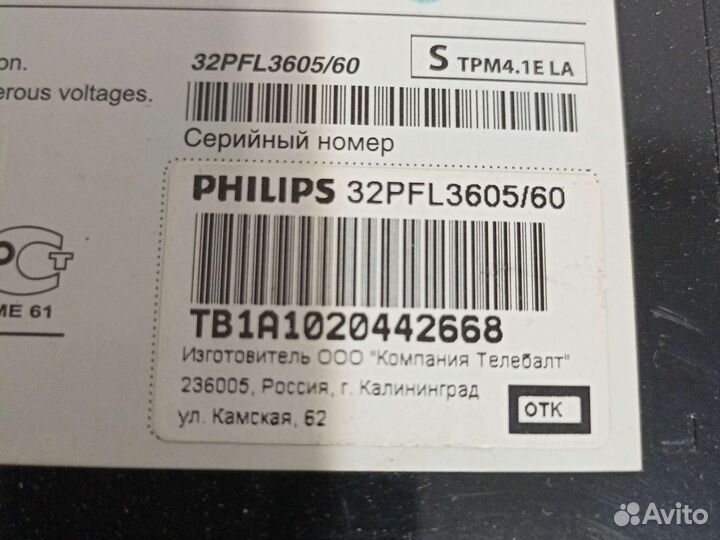 on.
erous voltages.
32PFL3605/60
S TPM4.1E LA
Серийный номер
PHILIPS 32PFL3605/60
TB1A1020442668
Изготовитель ООО "Компания Телебалт"
236005, Россия, г. Калининград
ул. Камская, 62
ОТК
РСТ
ME 61
Avito